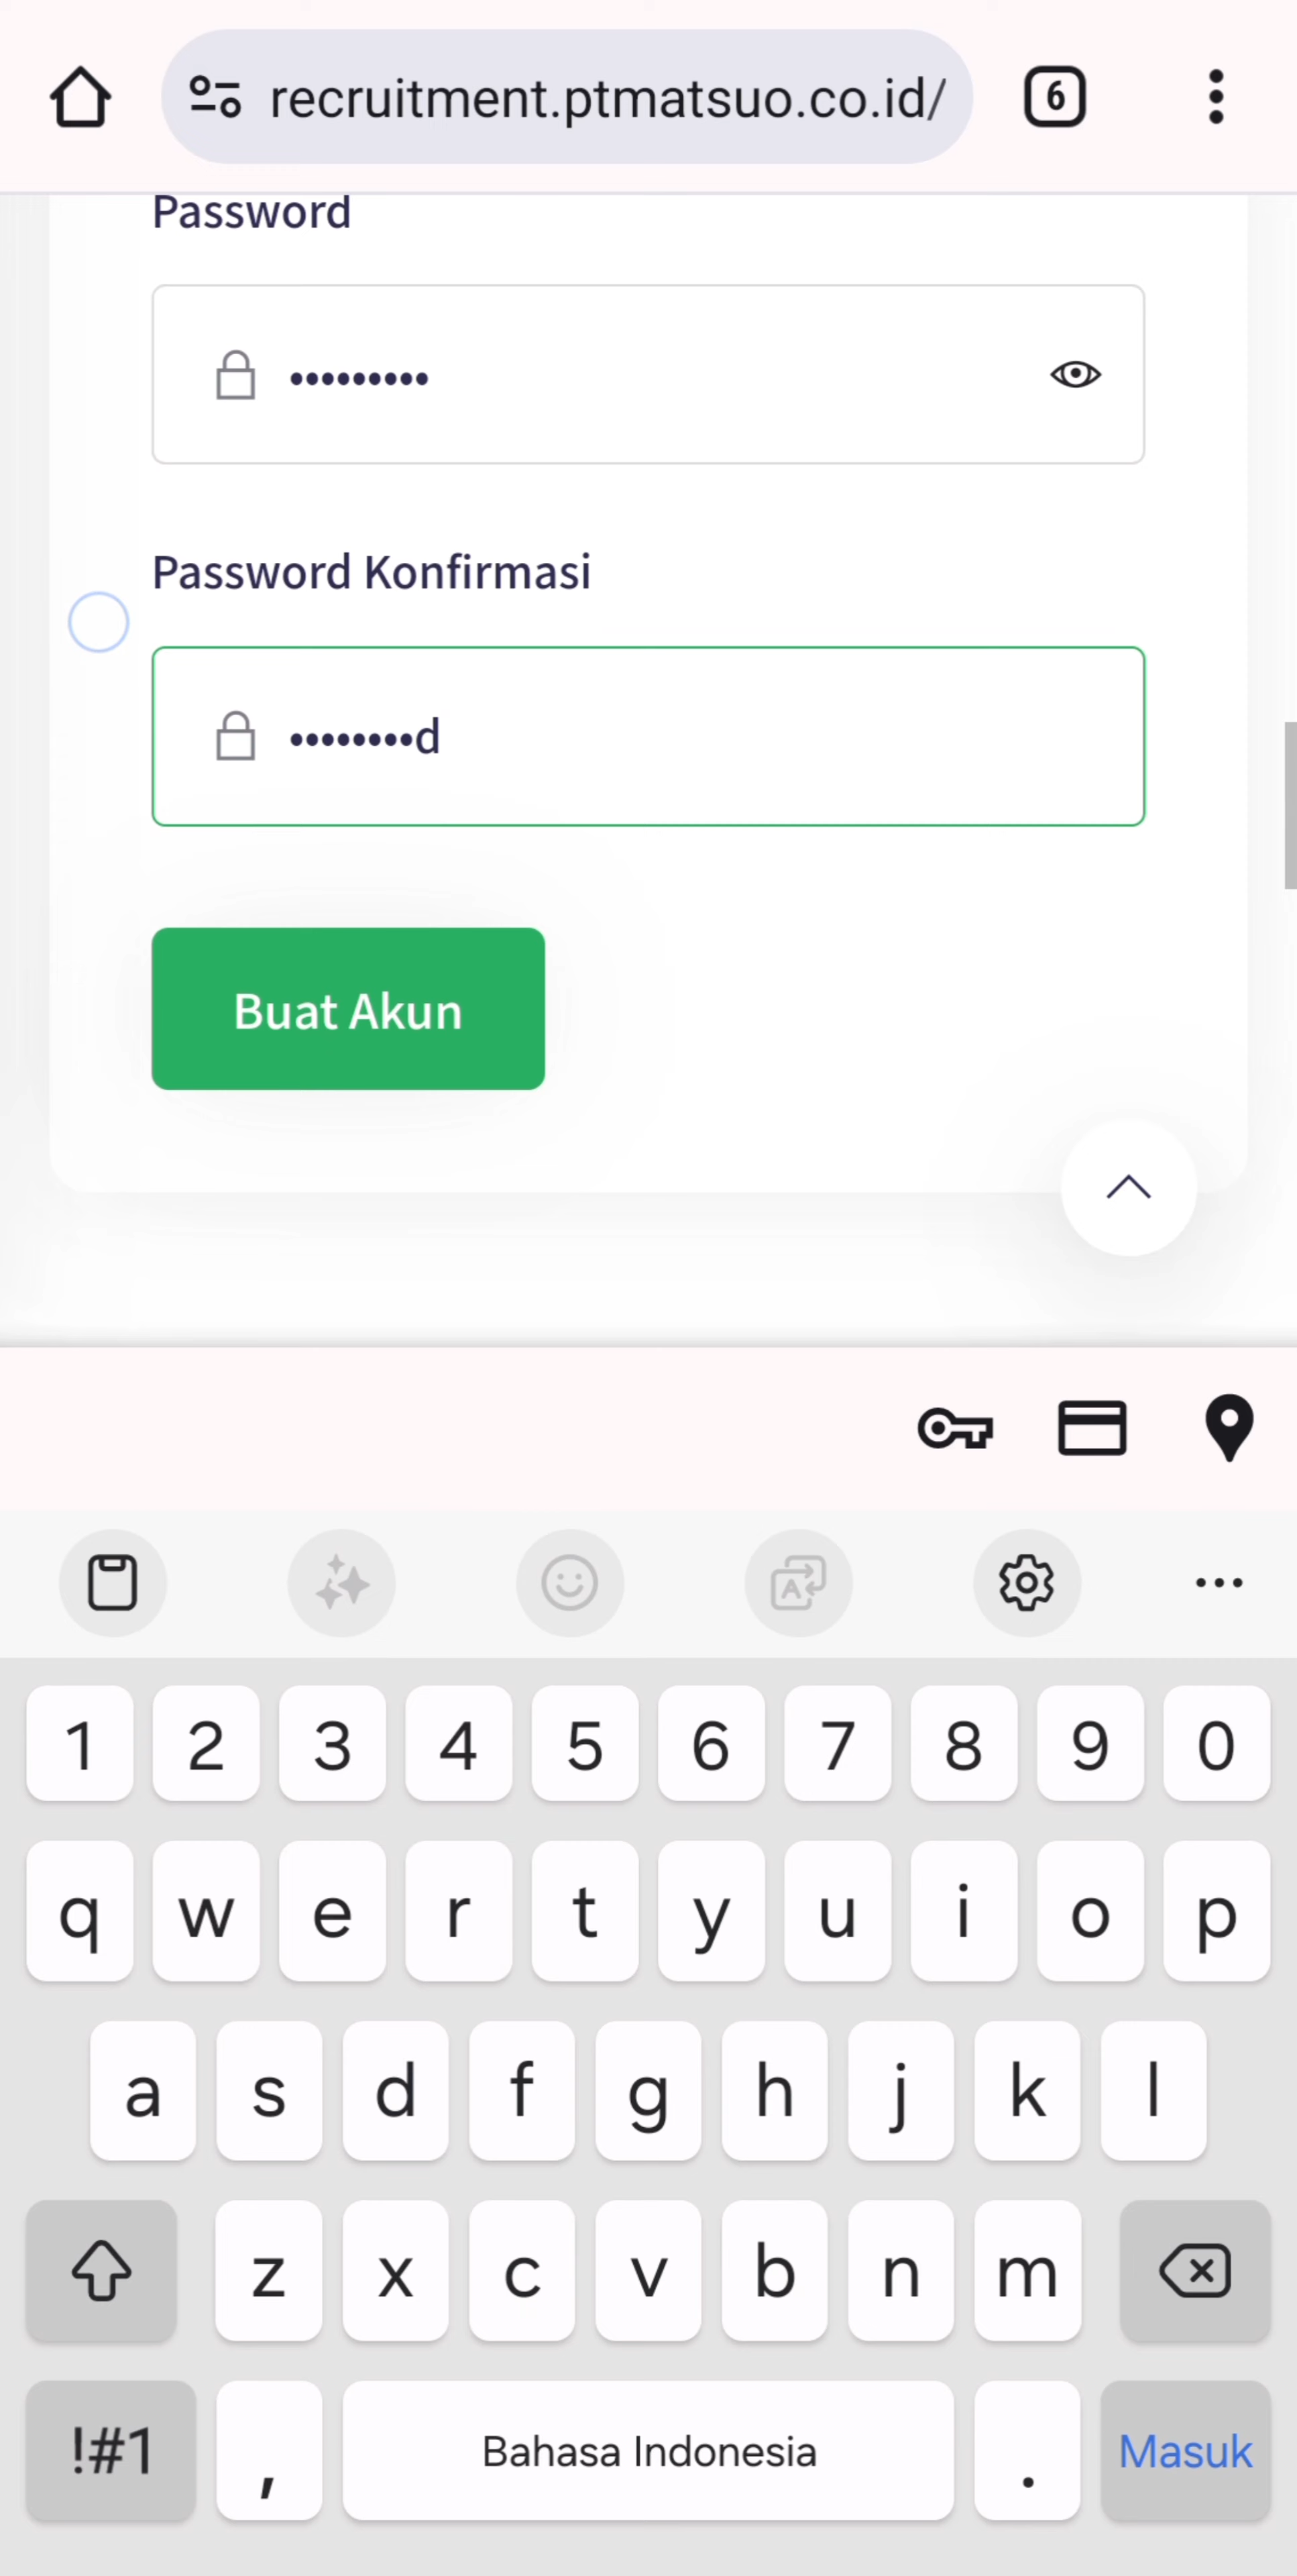 recruitment.ptmatsuo.co.id/
6
Password
•••••••••
Password Konfirmasi
••••••••d
Buat Akun
1 2 3 4 5 6 7 8 9 0
q w e r t y u i o p
a s d f g h j k l
z x c v b n m
!#1 , Bahasa Indonesia . Masuk